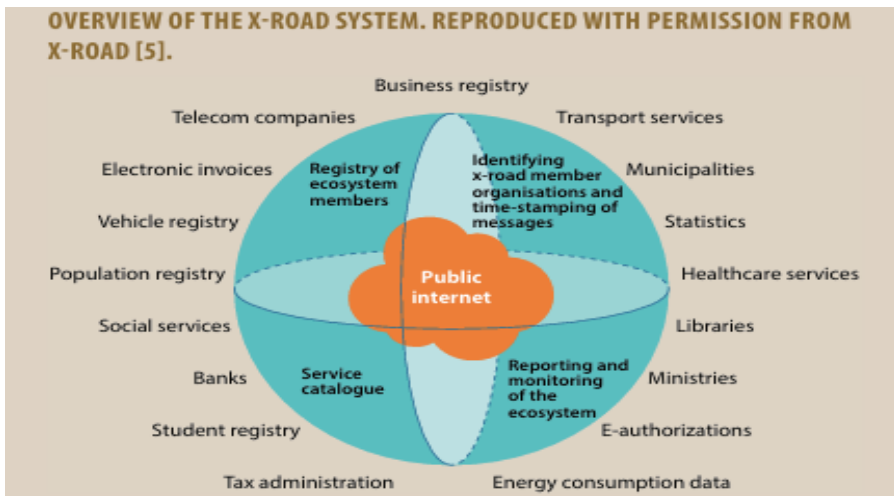 OVERVIEW OF THE X-ROAD SYSTEM. REPRODUCED WITH PERMISSION FROM
X-ROAD [5].
Business registry
Telecom companies
Transport services
Electronic invoices
Registry of
ecosystem
members
Identifying
x-road member
organisations and
time-stamping of
messages
Municipalities
Vehicle registry
Statistics
Population registry
Public
internet
Healthcare services
Social services
Libraries
Banks
Service
catalogue
Reporting and
monitoring
of the
ecosystem
Ministries
Student registry
E-authorizations
Tax administration
Energy consumption data